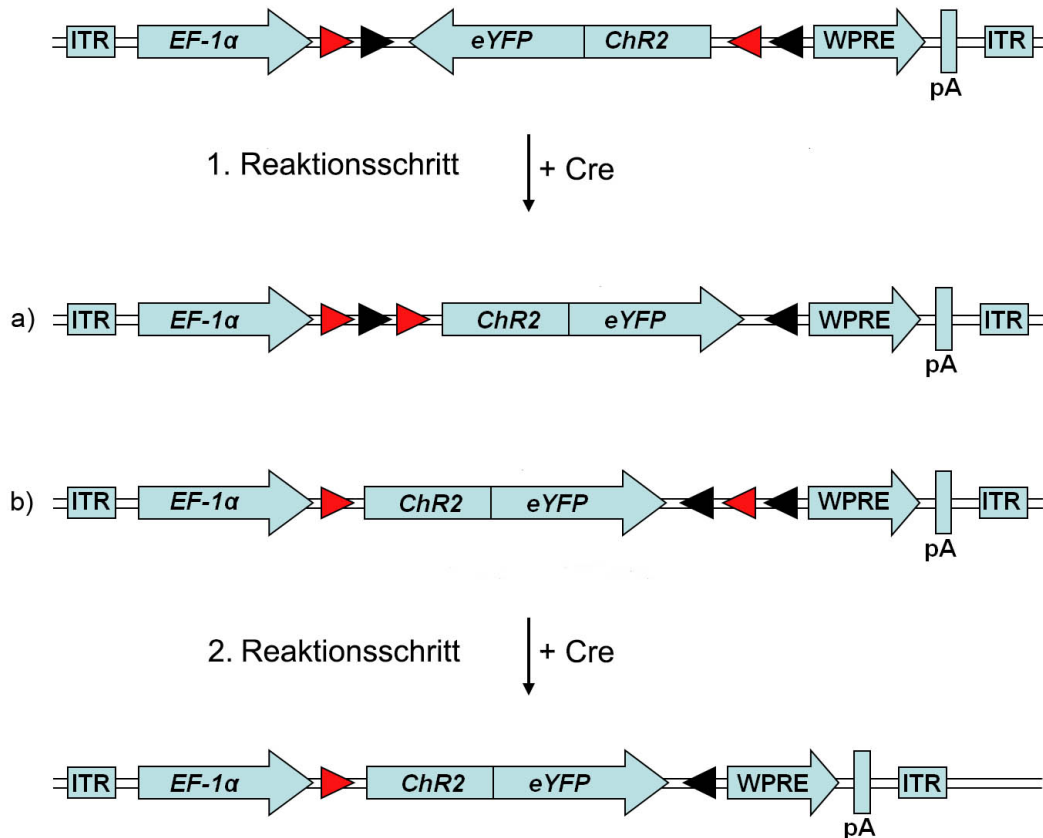 ITR EF-1α eYFP ChR2 WPRE ITR
pA
1. Reaktionsschritt + Cre
a) ITR EF-1α ChR2 eYFP WPRE ITR
pA
b) ITR EF-1α ChR2 eYFP WPRE ITR
pA
2. Reaktionsschritt + Cre
ITR EF-1α ChR2 eYFP WPRE ITR
pA